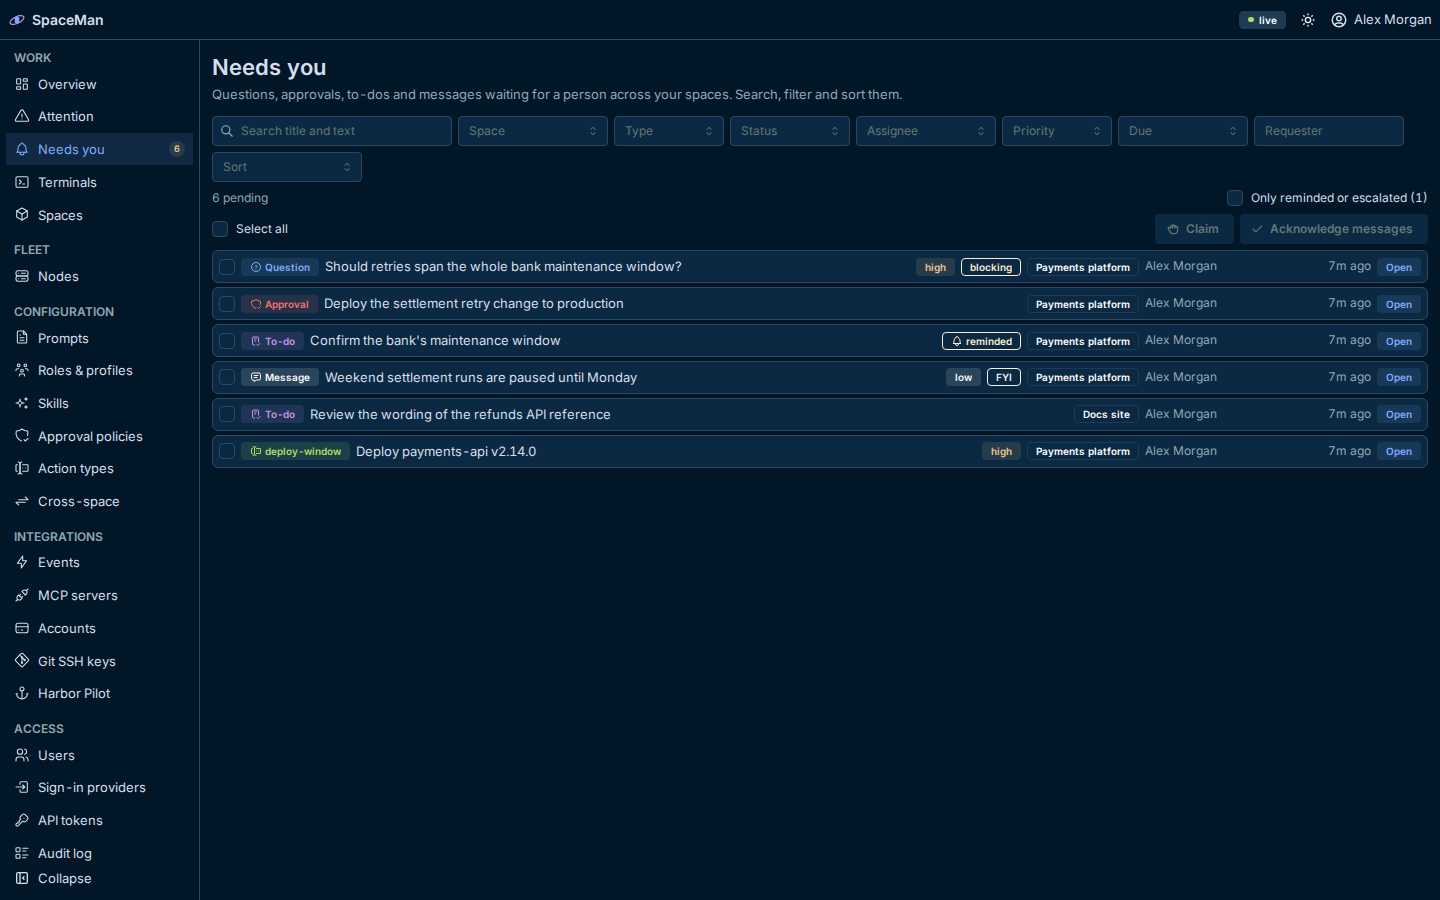 SpaceMan
live
Alex Morgan
WORK
Overview
Attention
Needs you 6
Terminals
Spaces
FLEET
Nodes
CONFIGURATION
Prompts
Roles & profiles
Skills
Approval policies
Action types
Cross-space
INTEGRATIONS
Events
MCP servers
Accounts
Git SSH keys
Harbor Pilot
ACCESS
Users
Sign-in providers
API tokens
Audit log
Collapse
Needs you
Questions, approvals, to-dos and messages waiting for a person across your spaces. Search, filter and sort them.
Search title and text Space Type Status Assignee Priority Due Requester
Sort
6 pending Only reminded or escalated (1)
Select all Claim Acknowledge messages
Question Should retries span the whole bank maintenance window? high blocking Payments platform Alex Morgan 7m ago Open
Approval Deploy the settlement retry change to production Payments platform Alex Morgan 7m ago Open
To-do Confirm the bank's maintenance window reminded Payments platform Alex Morgan 7m ago Open
Message Weekend settlement runs are paused until Monday low FYI Payments platform Alex Morgan 7m ago Open
To-do Review the wording of the refunds API reference Docs site Alex Morgan 7m ago Open
deploy-window Deploy payments-api v2.14.0 high Payments platform Alex Morgan 7m ago Open